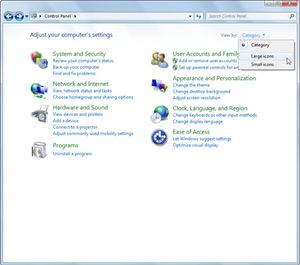 Control Panel
Search Control Panel
Adjust your computer's settings
View by: Category
Category
Large icons
Small icons
System and Security
Review your computer's status
Back up your computer
Find and fix problems
Network and Internet
View network status and tasks
Choose homegroup and sharing options
Hardware and Sound
View devices and printers
Add a device
Connect to a projector
Adjust commonly used mobility settings
Programs
Uninstall a program
User Accounts and Family
Add or remove user accounts
Set up parental controls for
Appearance and Personalization
Change the theme
Change desktop background
Adjust screen resolution
Clock, Language, and Region
Change keyboards or other input methods
Change display language
Ease of Access
Let Windows suggest settings
Optimize visual display